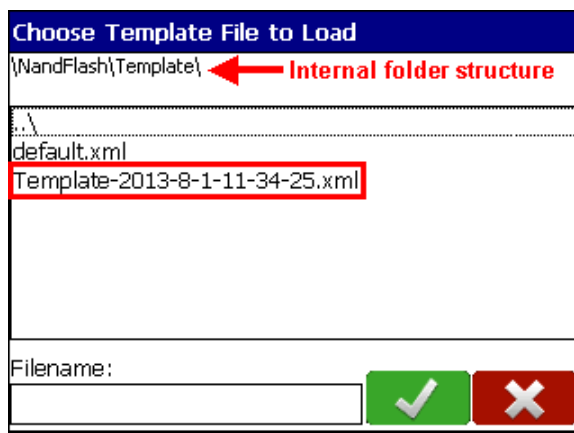 Choose Template File to Load
\NandFlash\Template\ Internal folder structure
..\
default.xml
Template-2013-8-1-11-34-25.xml
Filename: